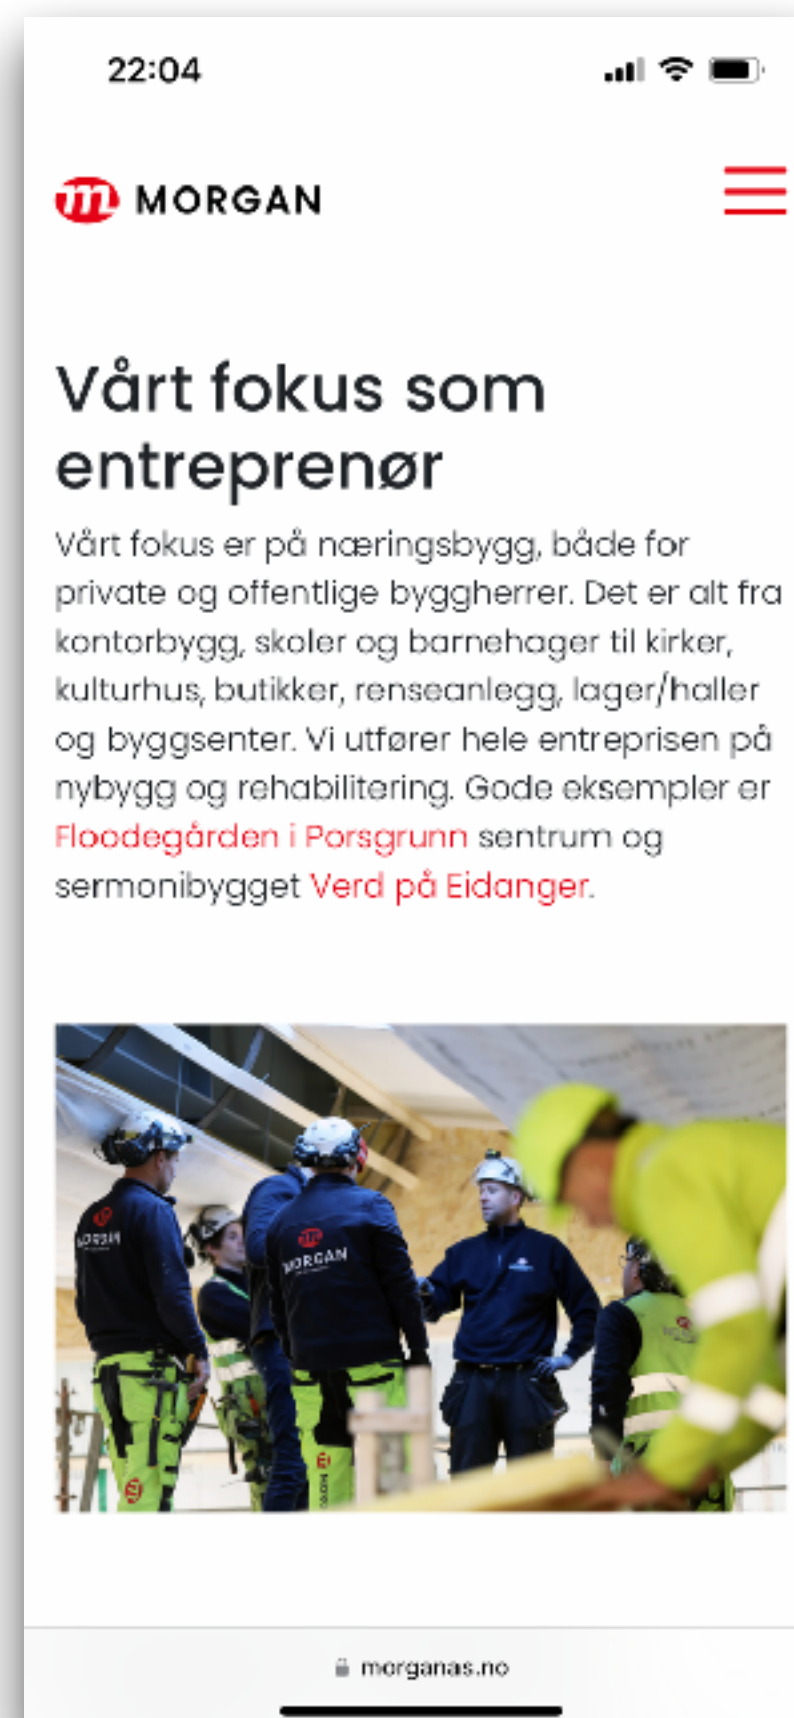 22:04
m MORGAN
Vårt fokus som
entreprenør
Vårt fokus er på næringsbygg, både for
private og offentlige byggherrer. Det er alt fra
kontorbygg, skoler og barnehager til kirker,
kulturhus, butikker, renseanlegg, lager/haller
og byggsenter. Vi utfører hele entreprisen på
nybygg og rehabilitering. Gode eksempler er
Floodegården i Porsgrunn sentrum og
sermonibygget Verd på Eidanger.
MORGAN
MORGAN
morganas.no